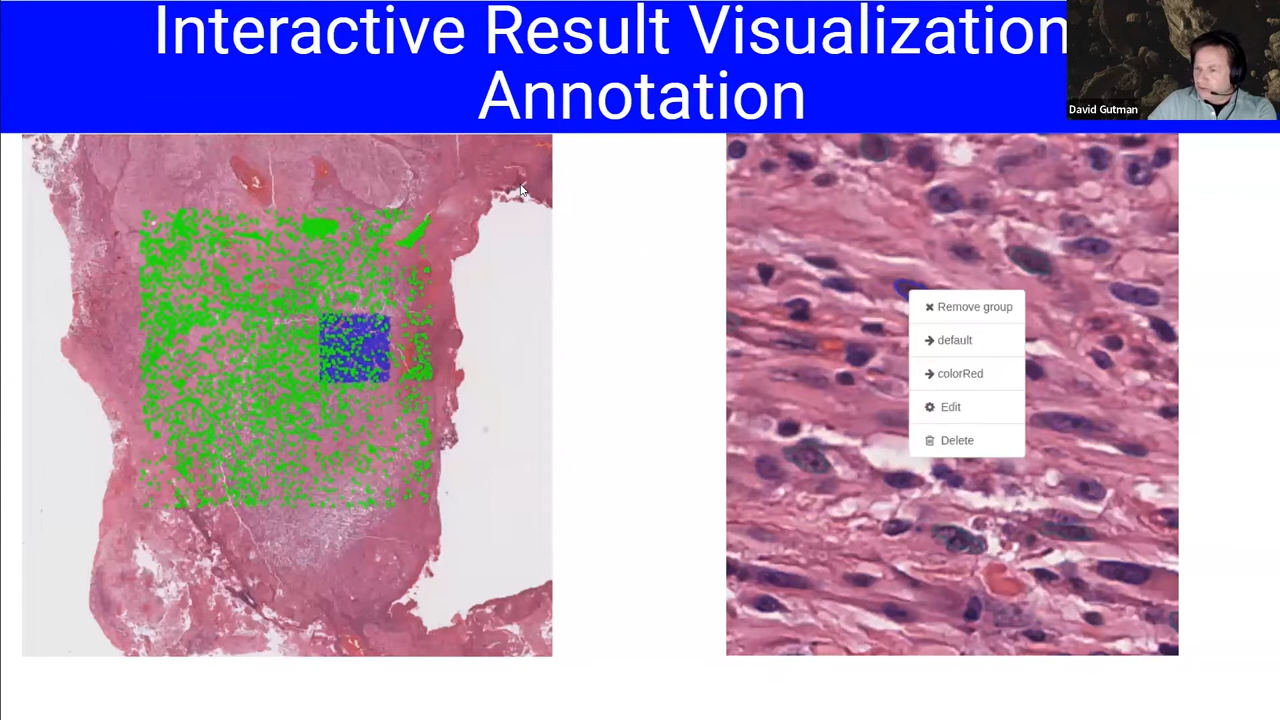 Interactive Result Visualization
Annotation
David Gutman
Remove group
default
colorRed
Edit
Delete